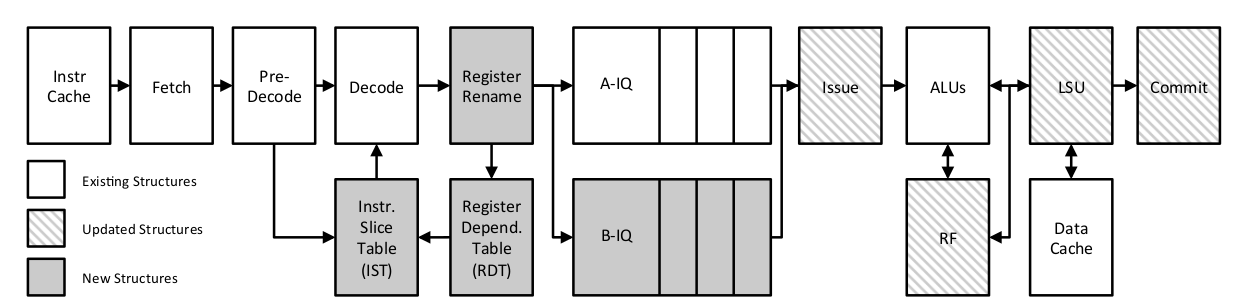 Instr
Cache
Fetch
Pre-
Decode
Decode
Register
Rename
A-IQ
Issue
ALUs
LSU
Commit
Existing Structures
Updated Structures
New Structures
Instr.
Slice
Table
(IST)
Register
Depend.
Table
(RDT)
B-IQ
RF
Data
Cache